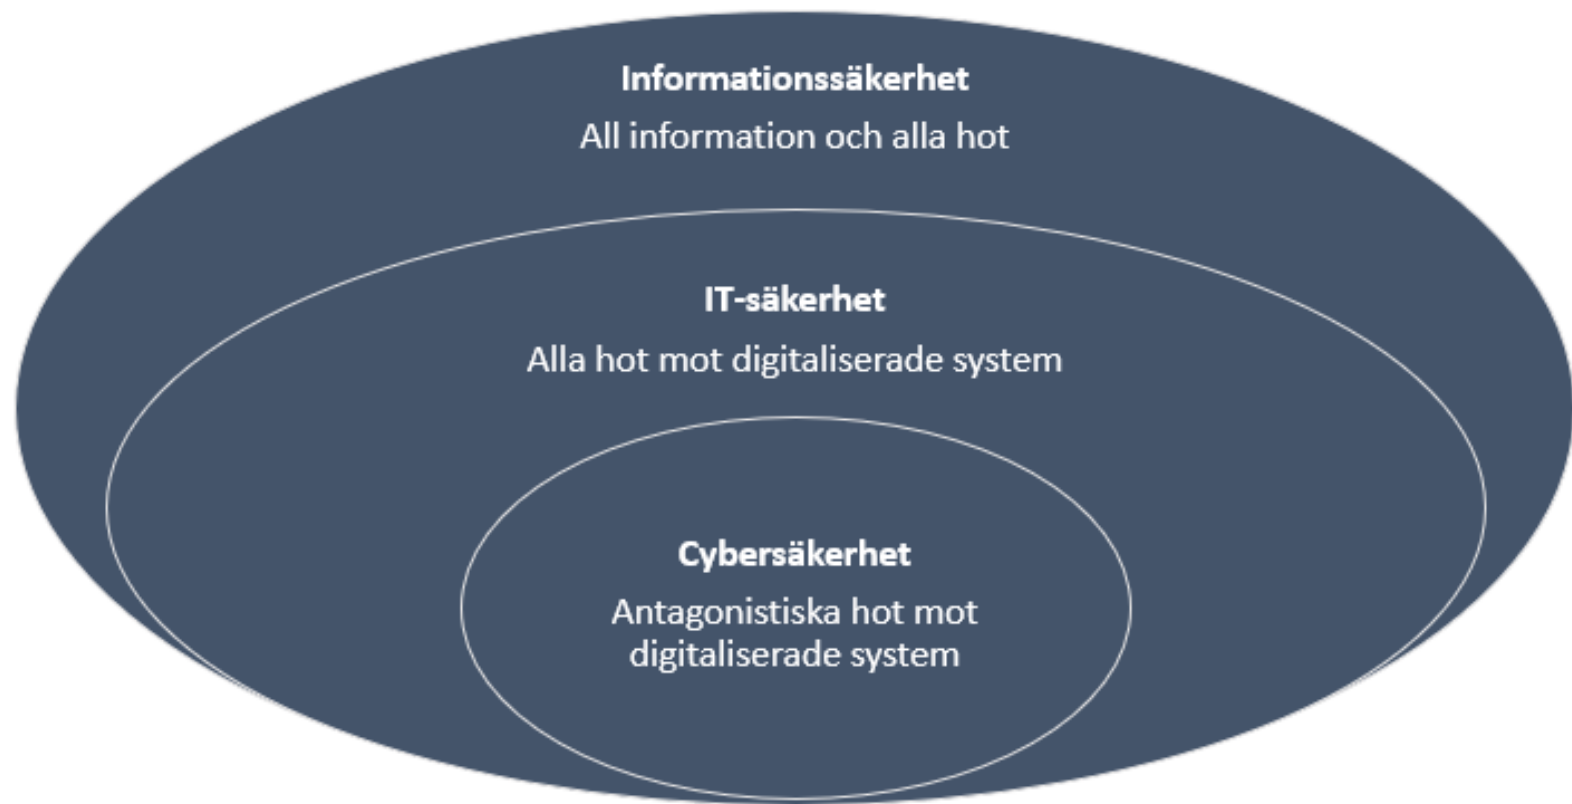 Informationssäkerhet
All information och alla hot
IT-säkerhet
Alla hot mot digitaliserade system
Cybersäkerhet
Antagonistiska hot mot
digitaliserade system